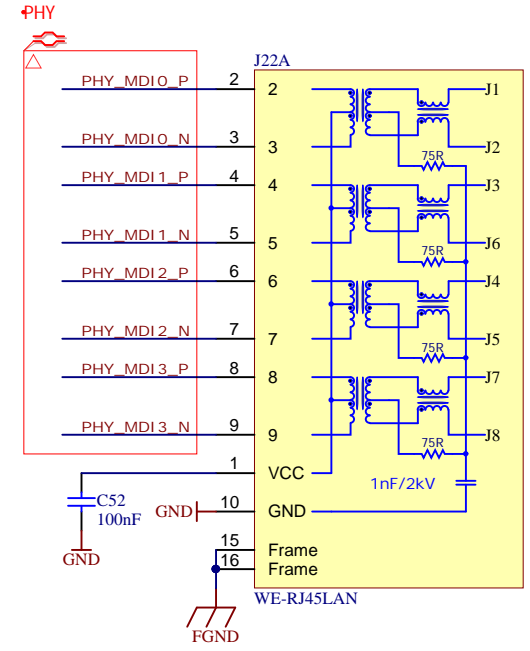 PHY
J22A
PHY_MDI0_P 2 2 J1
PHY_MDI0_N 3 3 J2
75R
PHY_MDI1_P 4 4 J3
PHY_MDI1_N 5 5 J6
75R
PHY_MDI2_P 6 6 J4
PHY_MDI2_N 7 7 J5
75R
PHY_MDI3_P 8 8 J7
PHY_MDI3_N 9 9 J8
75R
1 VCC
1nF/2kV
C52
100nF
GND
GND 10 GND
15 Frame
16 Frame
WE-RJ45LAN
FGND